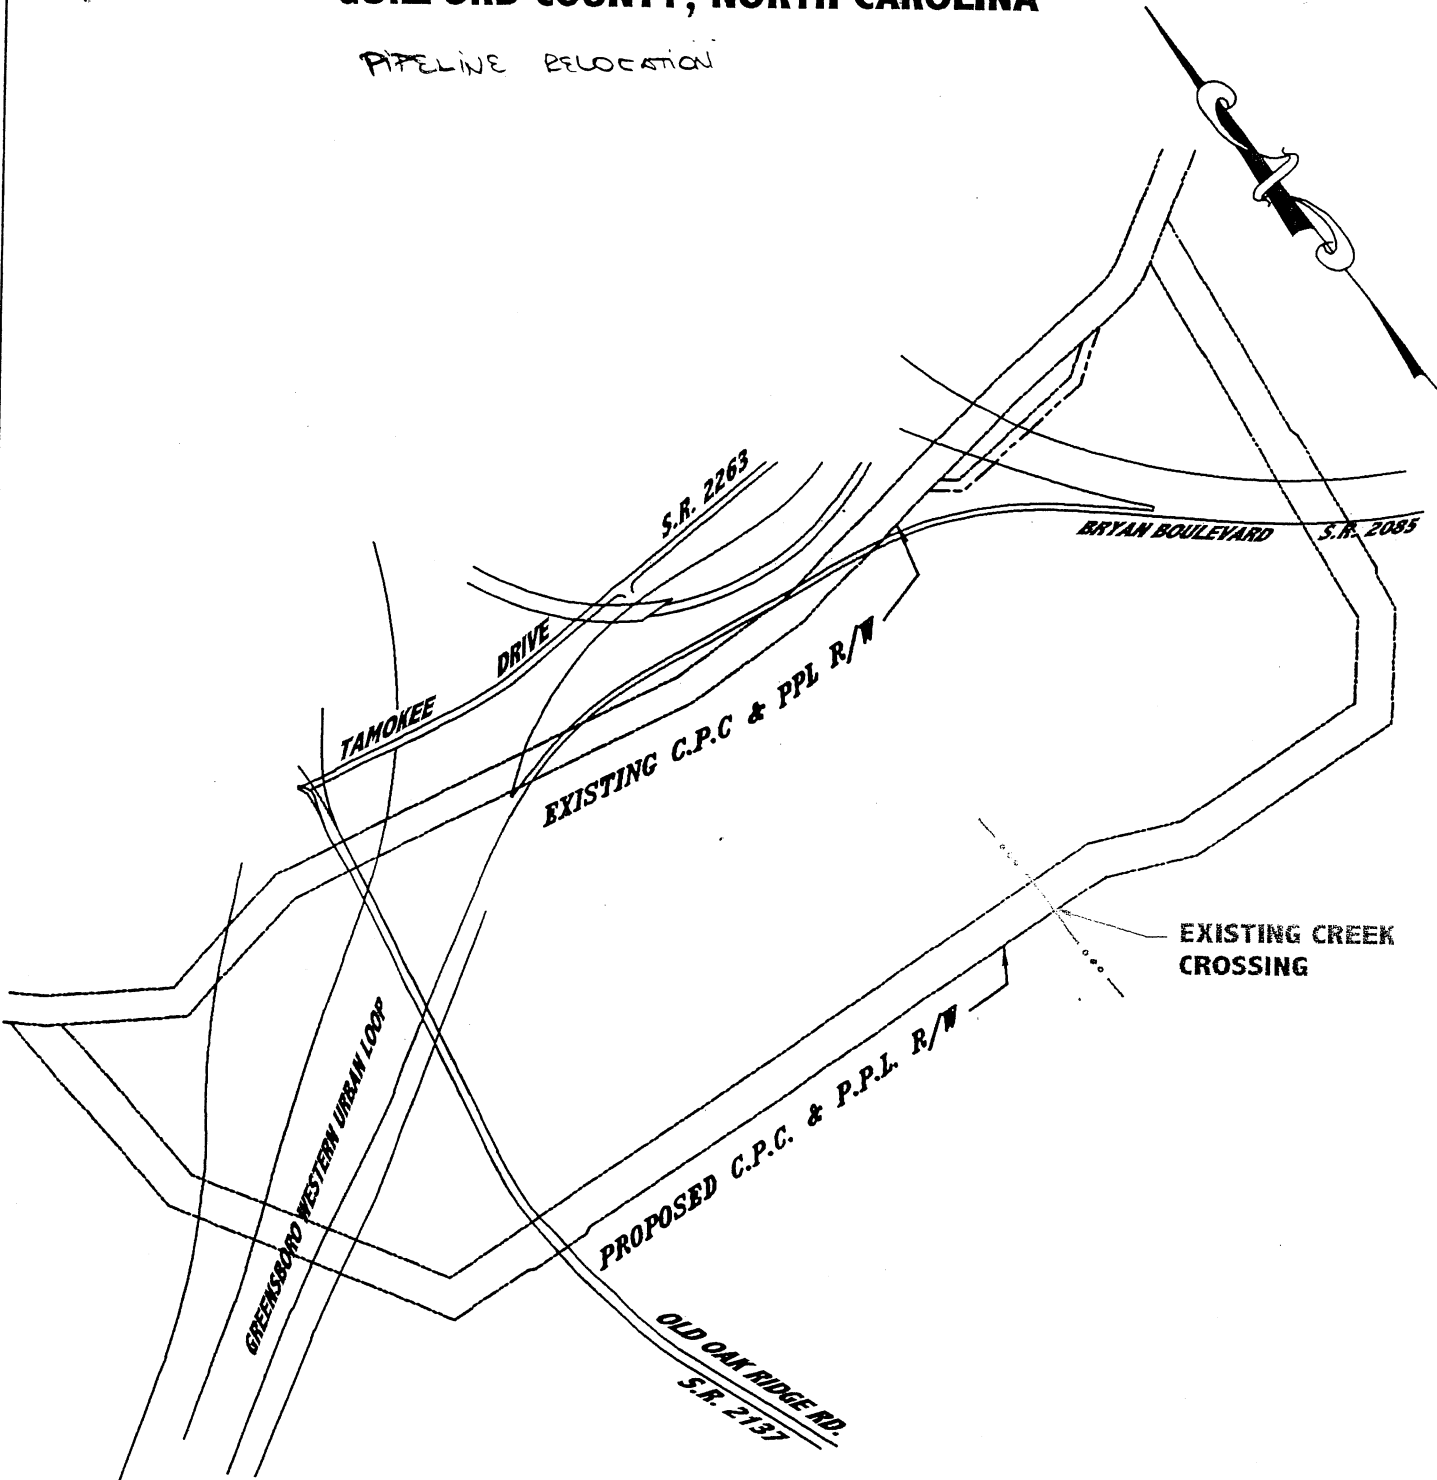 COUNTY, NORTH CAROLINA
PIPELINE RELOCATION
S.R. 2263
BRYAN BOULEVARD S.R. 2085
DRIVE
TAMOKEE
EXISTING C.P.C & PPL R/W
EXISTING CREEK
CROSSING
GREENSBORO WESTERN URBAN LOOP
PROPOSED C.P.C. & P.P.L. R/W
OLD OAK RIDGE RD.
S.R. 2137